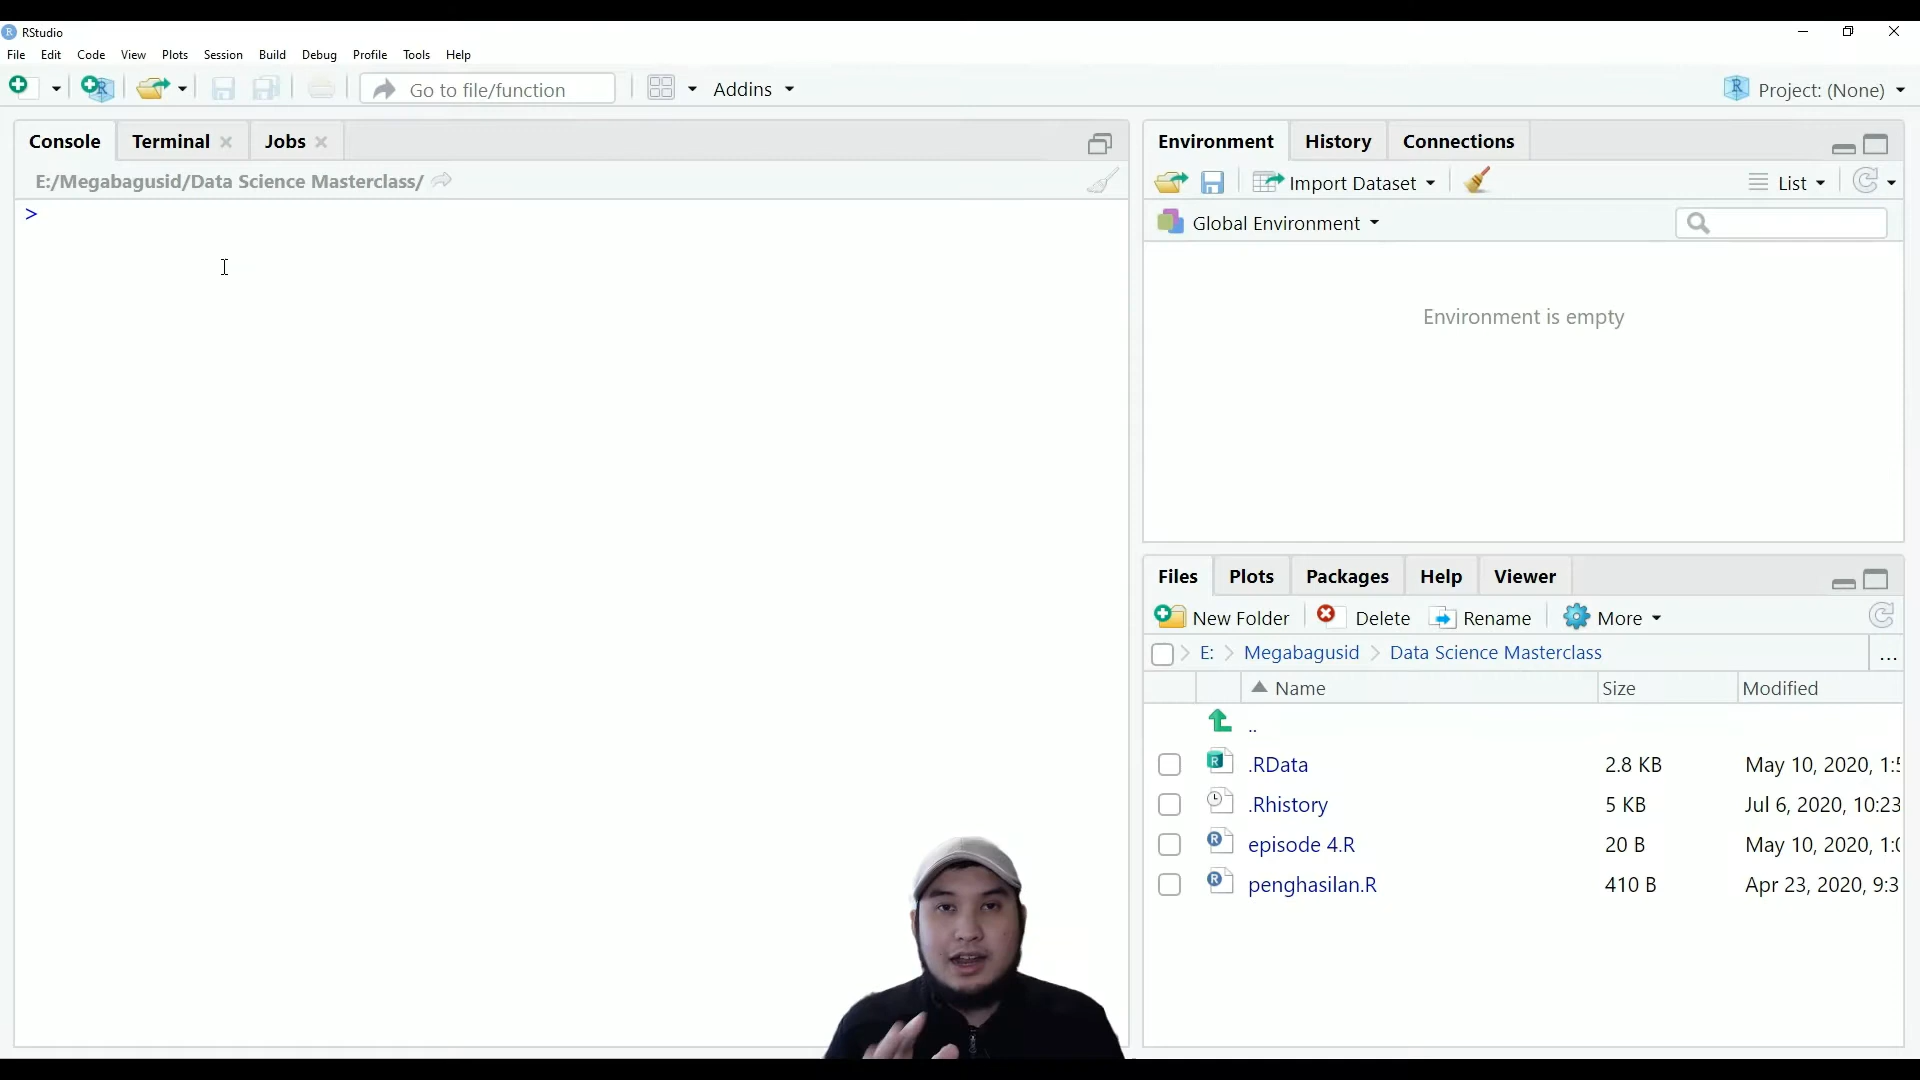 RStudio
File Edit Code View Plots Session Build Debug Profile Tools Help
Go to file/function Addins Project: (None)
Console Terminal Jobs
E:/Megabagusid/Data Science Masterclass/
>
Environment History Connections
Import Dataset List
Global Environment
Environment is empty
Files Plots Packages Help Viewer
New Folder Delete Rename More
E: Megabagusid Data Science Masterclass ...
Name Size Modified
..
.RData 2.8 KB May 10, 2020, 1:5
.Rhistory 5 KB Jul 6, 2020, 10:23
episode 4.R 20 B May 10, 2020, 1:0
penghasilan.R 410 B Apr 23, 2020, 9:3